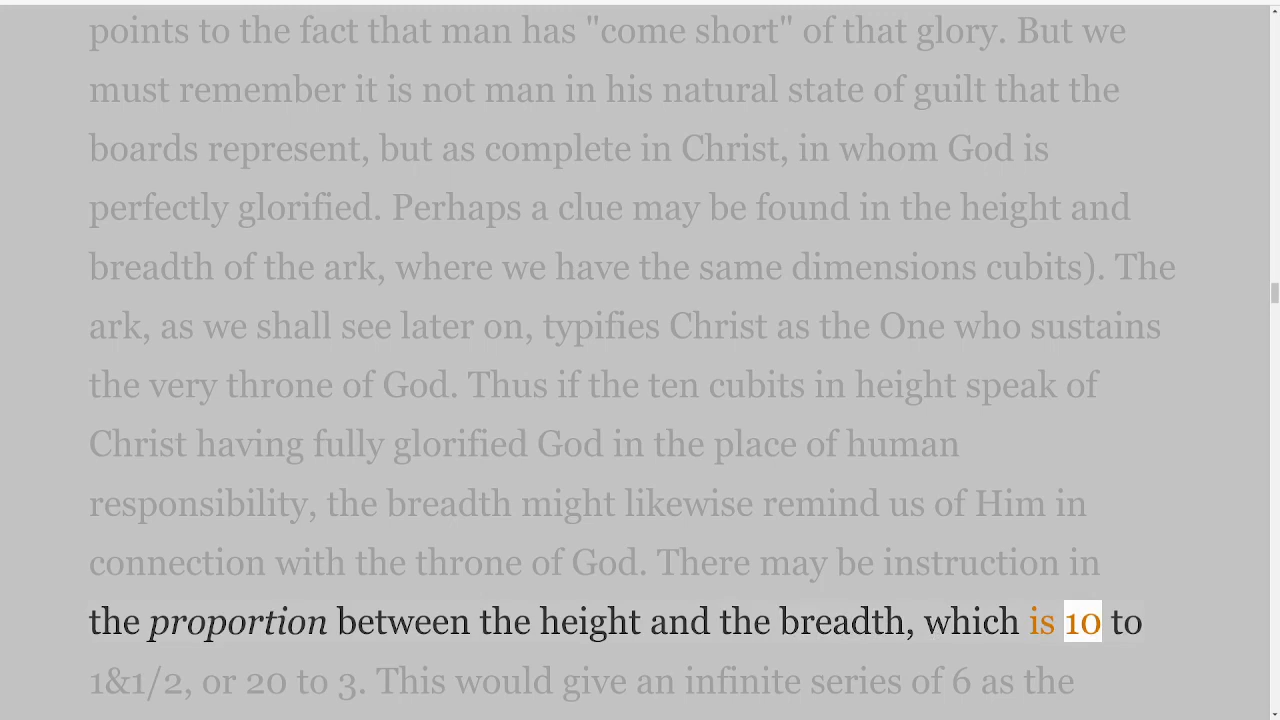 points to the fact that man has "come short" of that glory. But we
must remember it is not man in his natural state of guilt that the
boards represent, but as complete in Christ, in whom God is
perfectly glorified. Perhaps a clue may be found in the height and
breadth of the ark, where we have the same dimensions cubits). The
ark, as we shall see later on, typifies Christ as the One who sustains
the very throne of God. Thus if the ten cubits in height speak of
Christ having fully glorified God in the place of human
responsibility, the breadth might likewise remind us of Him in
connection with the throne of God. There may be instruction in
the proportion between the height and the breadth, which is 10 to
1&1/2, or 20 to 3. This would give an infinite series of 6 as the